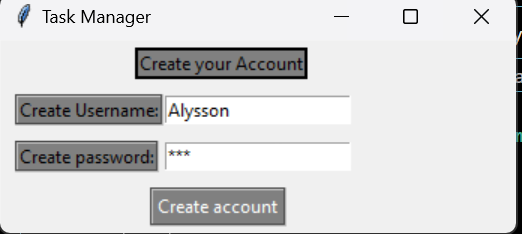 Task Manager
Create your Account
Create Username: Alysson
Create password: ***
Create account